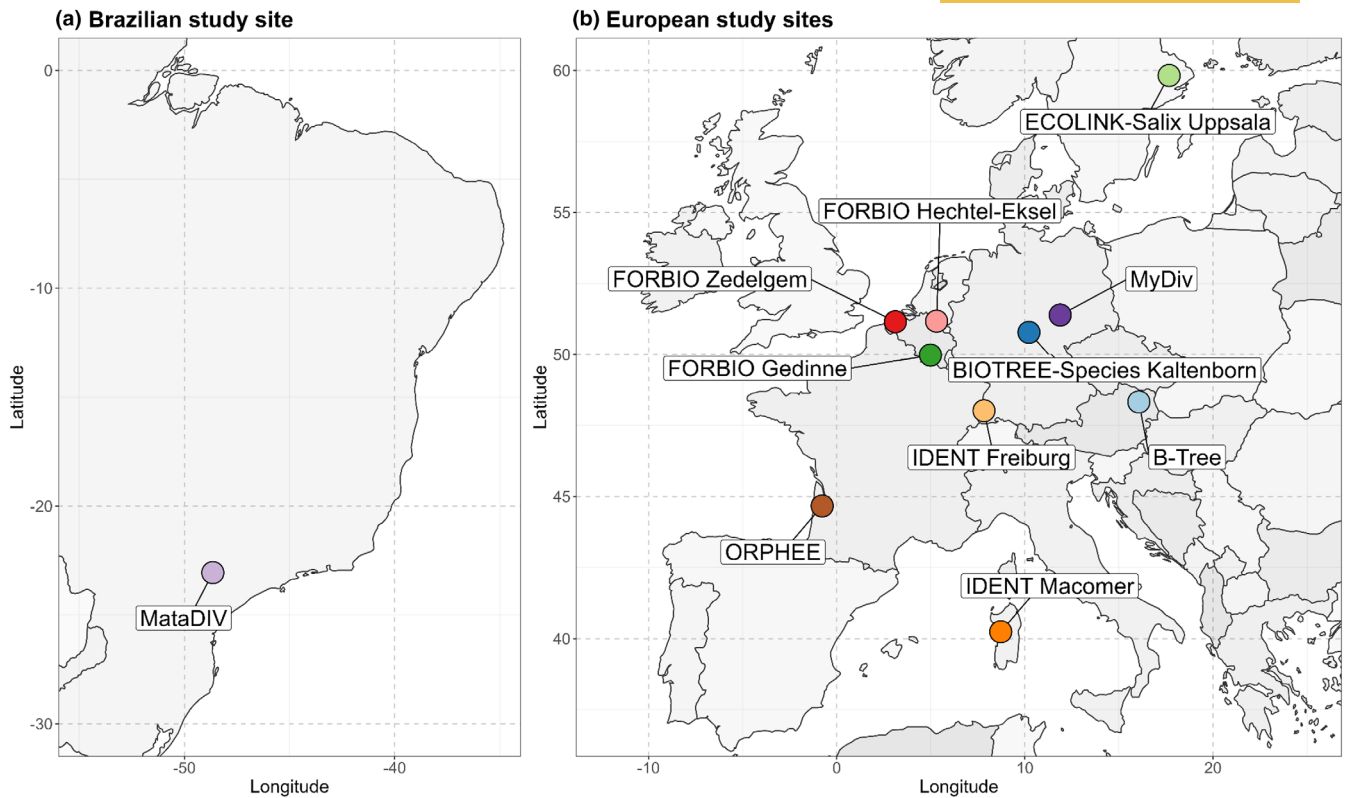 (a) Brazilian study site
(b) European study sites
0
-10
-20
-30
Latitude
MataDIV
-50
-40
Longitude
60
55
50
45
40
Latitude
ECOLINK-Salix Uppsala
FORBIO Hechtel-Eksel
FORBIO Zedelgem
MyDiv
FORBIO Gedinne
BIOTREE-Species Kaltenborn
IDENT Freiburg
B-Tree
ORPHEE
IDENT Macomer
-10
0
10
20
Longitude